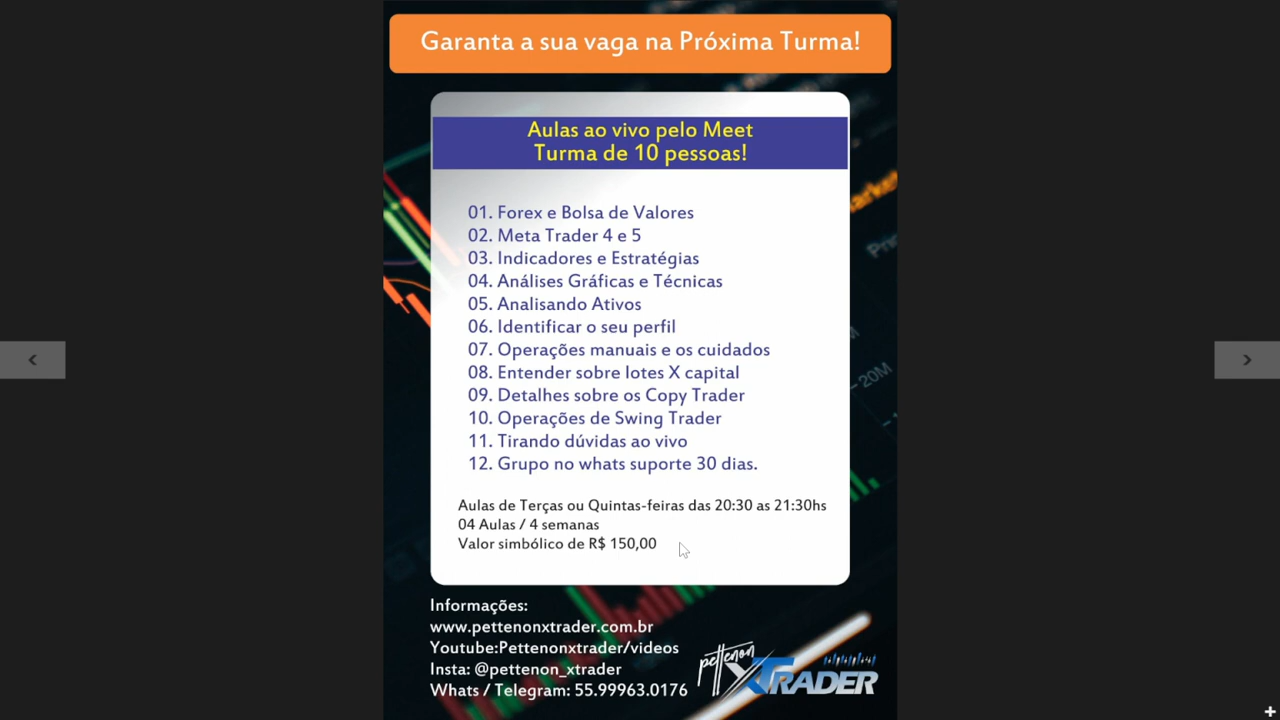 Garanta a sua vaga na Próxima Turma!
Aulas ao vivo pelo Meet
Turma de 10 pessoas!
01. Forex e Bolsa de Valores
02. Meta Trader 4 e 5
03. Indicadores e Estratégias
04. Análises Gráficas e Técnicas
05. Analisando Ativos
06. Identificar o seu perfil
07. Operações manuais e os cuidados
08. Entender sobre lotes X capital
09. Detalhes sobre os Copy Trader
10. Operações de Swing Trader
11. Tirando dúvidas ao vivo
12. Grupo no whats suporte 30 dias.
Aulas de Terças ou Quintas-feiras das 20:30 as 21:30hs
04 Aulas / 4 semanas
Valor simbólico de R$ 150,00
Informações:
www.pettenonxtrader.com.br
Youtube:Pettenonxtrader/videos
Insta: @pettenon_xtrader
Whats / Telegram: 55.99963.0176
pettenon
XTRADER
20M